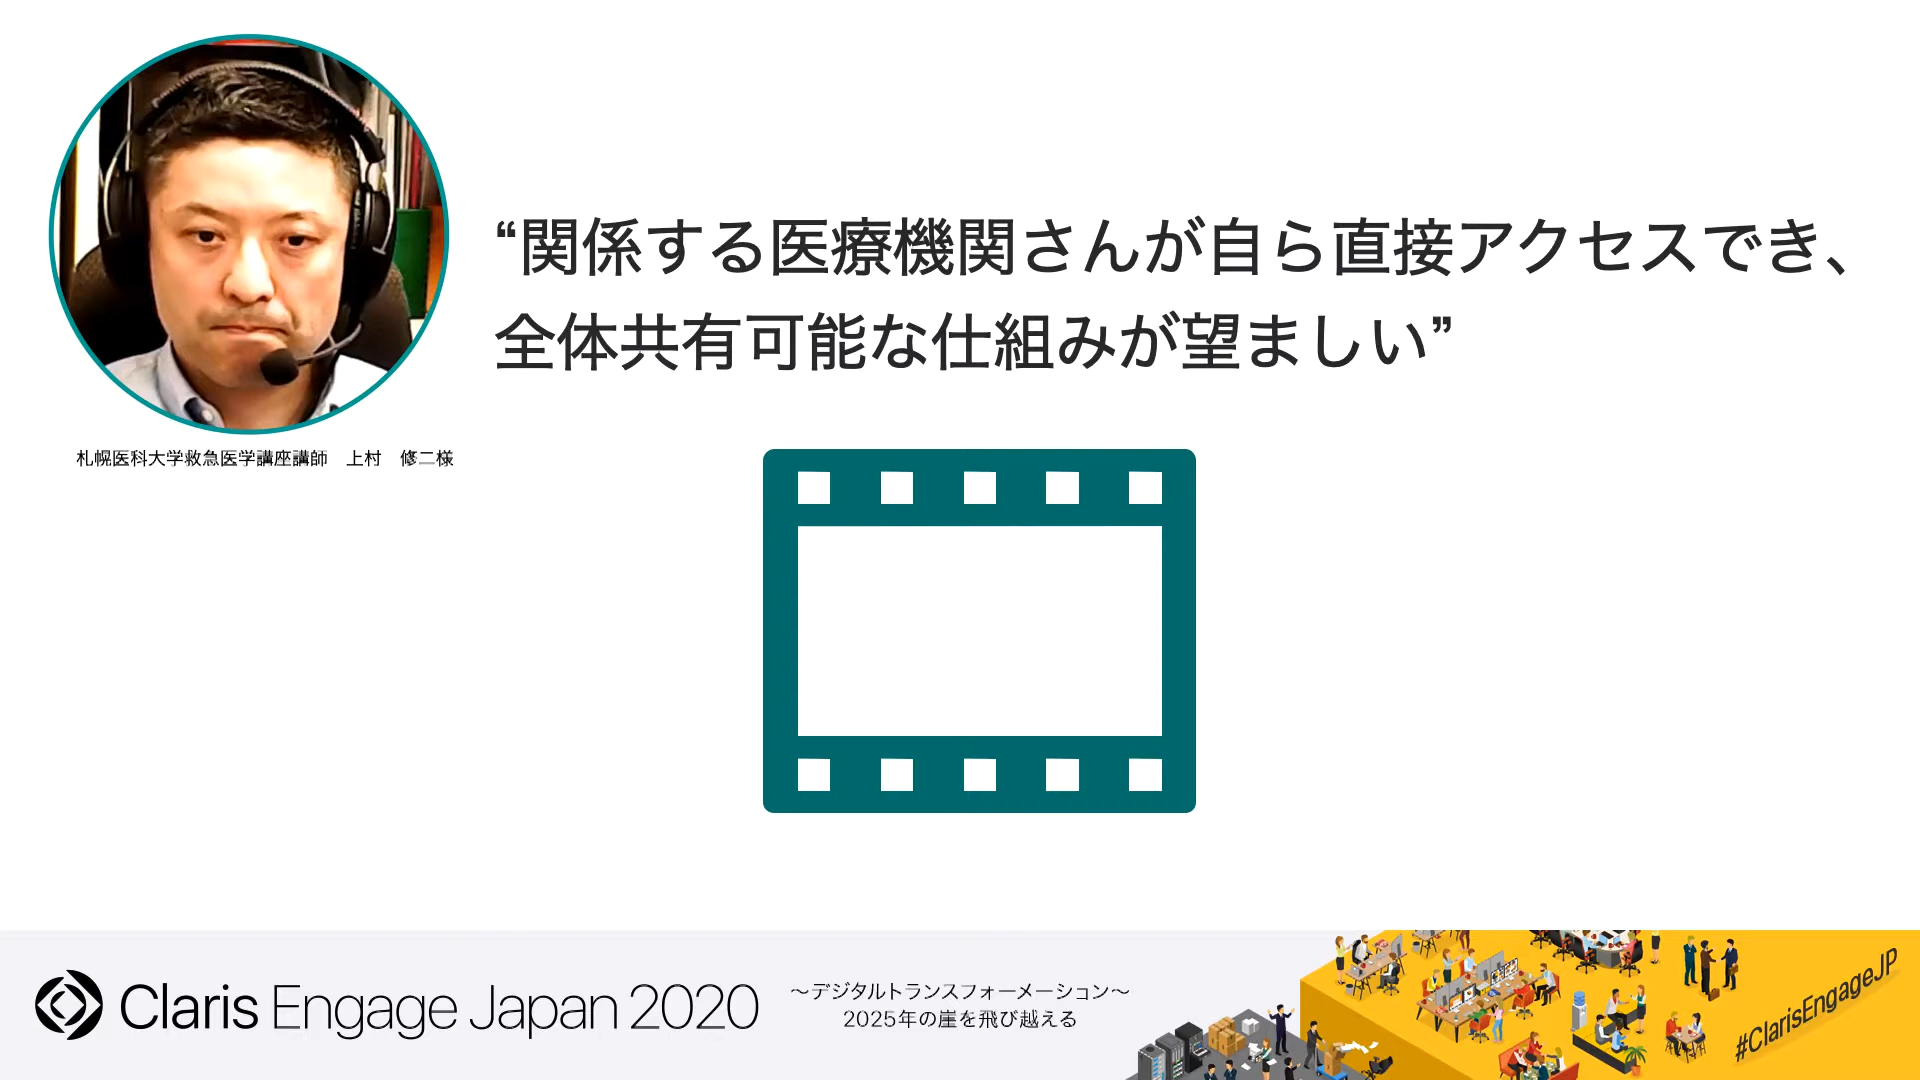 “関係する医療機関さんが自ら直接アクセスでき、
全体共有可能な仕組みが望ましい”
札幌医科大学救急医学講座講師　上村　修二様
Claris Engage Japan 2020
～デジタルトランスフォーメーション～
2025年の崖を飛び越える
#ClarisEngageJP